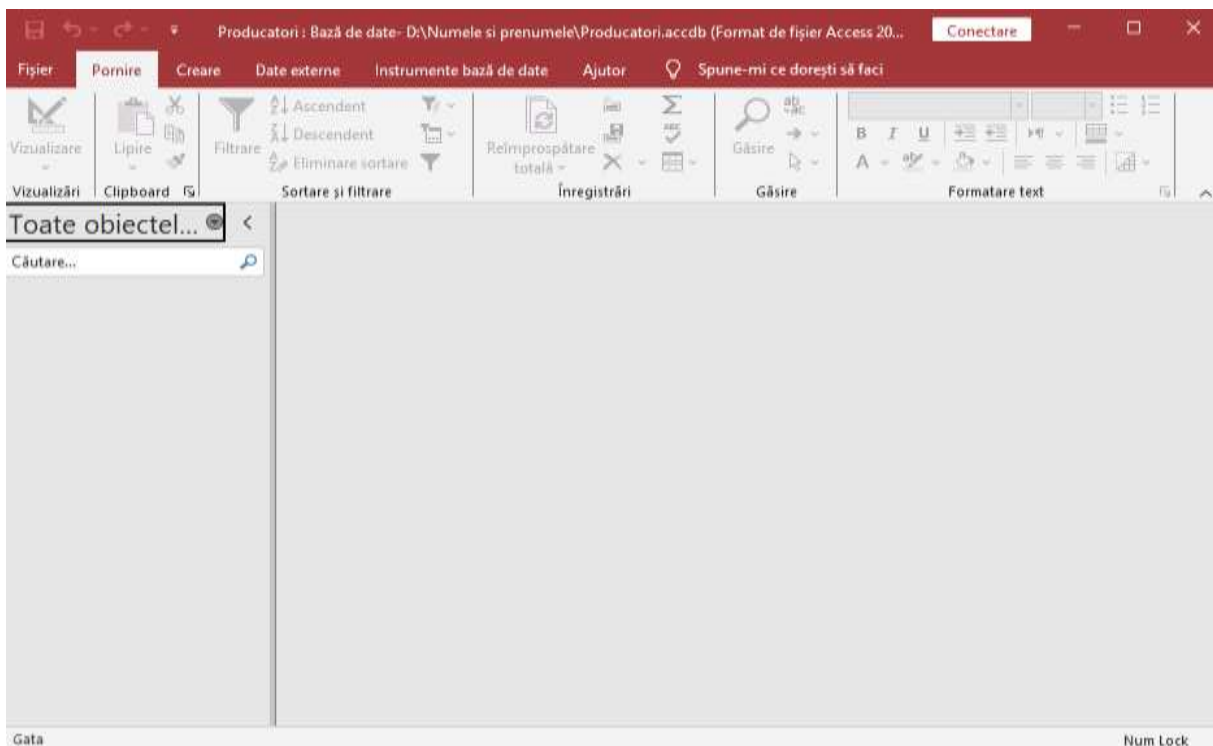 Producatori : Bază de date- D:\Numele si prenumele\Producatori.accdb (Format de fișier Access 20... Conectare
Fișier Pornire Creare Date externe Instrumente bază de date Ajutor Spune-mi ce dorești să faci
Vizualizare Lipire Filtrare Ascendent Descendent Eliminare sortare Reîmprospătare totală Găsire B I U A
Vizualizări Clipboard Sortare și filtrare Înregistrări Găsire Formatare text
Toate obiectel...
Căutare...
Gata Num Lock